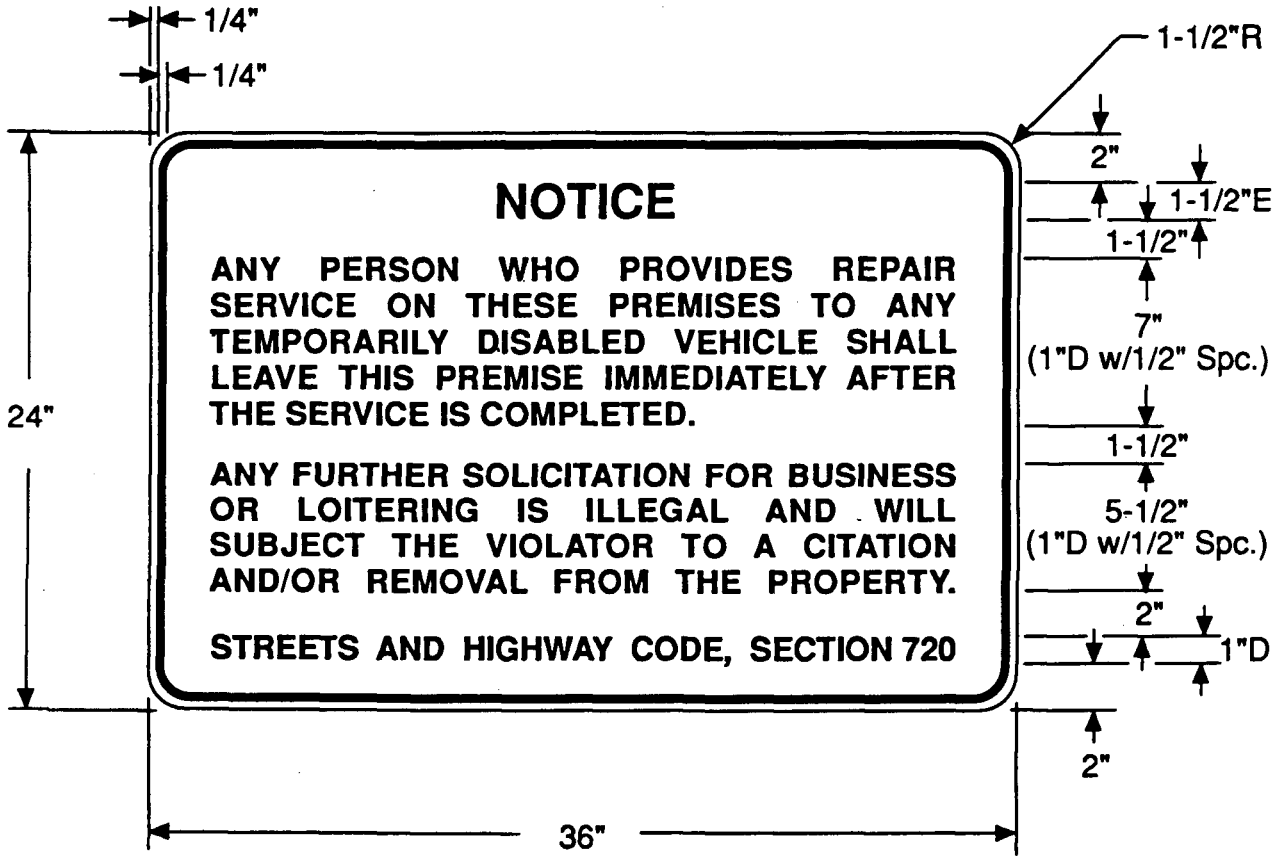 1/4"
1/4"
1-1/2"R
2"
1-1/2"E
1-1/2"
7"
(1"D w/1/2" Spc.)
1-1/2"
5-1/2"
(1"D w/1/2" Spc.)
2"
1"D
2"
24"
36"
NOTICE
ANY PERSON WHO PROVIDES REPAIR
SERVICE ON THESE PREMISES TO ANY
TEMPORARILY DISABLED VEHICLE SHALL
LEAVE THIS PREMISE IMMEDIATELY AFTER
THE SERVICE IS COMPLETED.
ANY FURTHER SOLICITATION FOR BUSINESS
OR LOITERING IS ILLEGAL AND WILL
SUBJECT THE VIOLATOR TO A CITATION
AND/OR REMOVAL FROM THE PROPERTY.
STREETS AND HIGHWAY CODE, SECTION 720